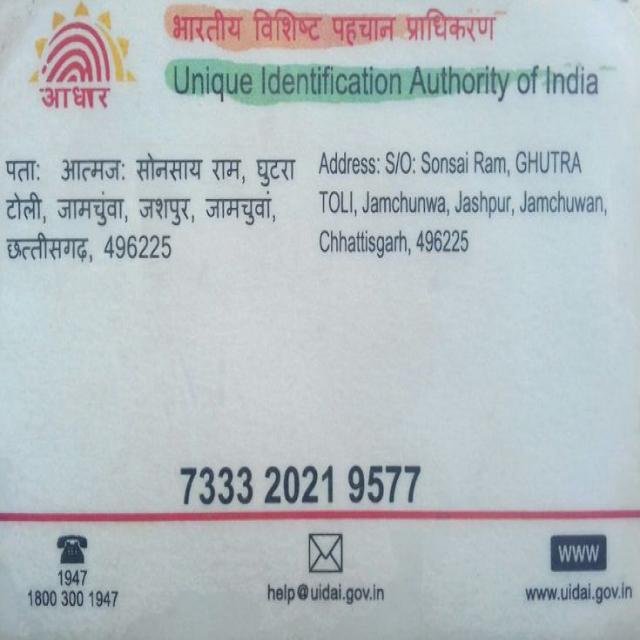 भारतीय विशिष्ट पहचान प्राधिकरण
Unique Identification Authority of India
आधार
पता: आत्मज: सोनसाय राम, घुटरा
टोली, जामचुंवा, जशपुर, जामचुवां,
छत्तीसगढ़, 496225
Address: S/O: Sonsai Ram, GHUTRA
TOLI, Jamchunwa, Jashpur, Jamchuwan,
Chhattisgarh, 496225
7333 2021 9577
1947
1800 300 1947
help@uidai.gov.in
www
www.uidai.gov.in